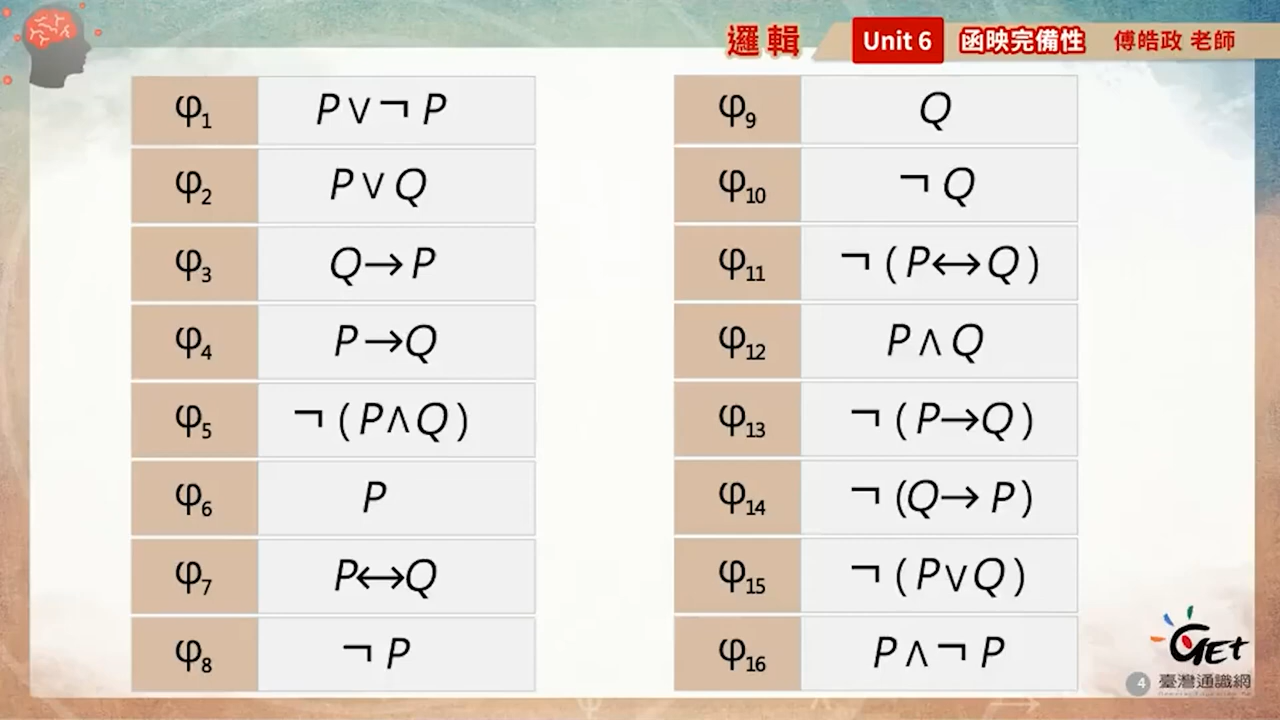 邏輯 Unit 6 函映完備性 傅皓政 老師
φ1 P∨¬P
φ2 P∨Q
φ3 Q→P
φ4 P→Q
φ5 ¬(P∧Q)
φ6 P
φ7 P↔Q
φ8 ¬P
φ9 Q
φ10 ¬Q
φ11 ¬(P↔Q)
φ12 P∧Q
φ13 ¬(P→Q)
φ14 ¬(Q→P)
φ15 ¬(P∨Q)
φ16 P∧¬P
GEt
4 臺灣通識網